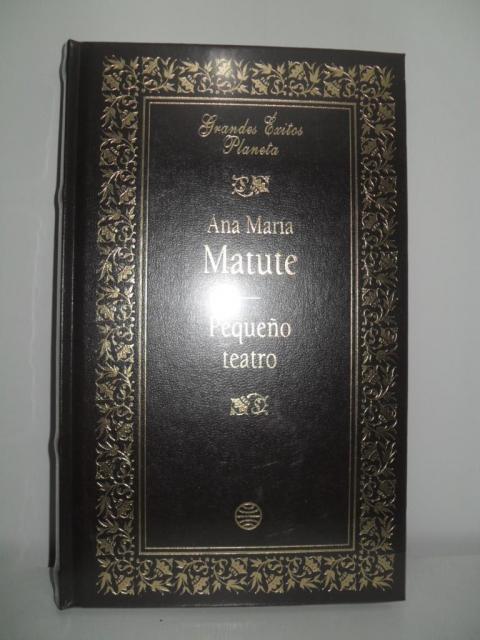 Grandes Éxitos
Planeta
Ana María
Matute
Pequeño
teatro